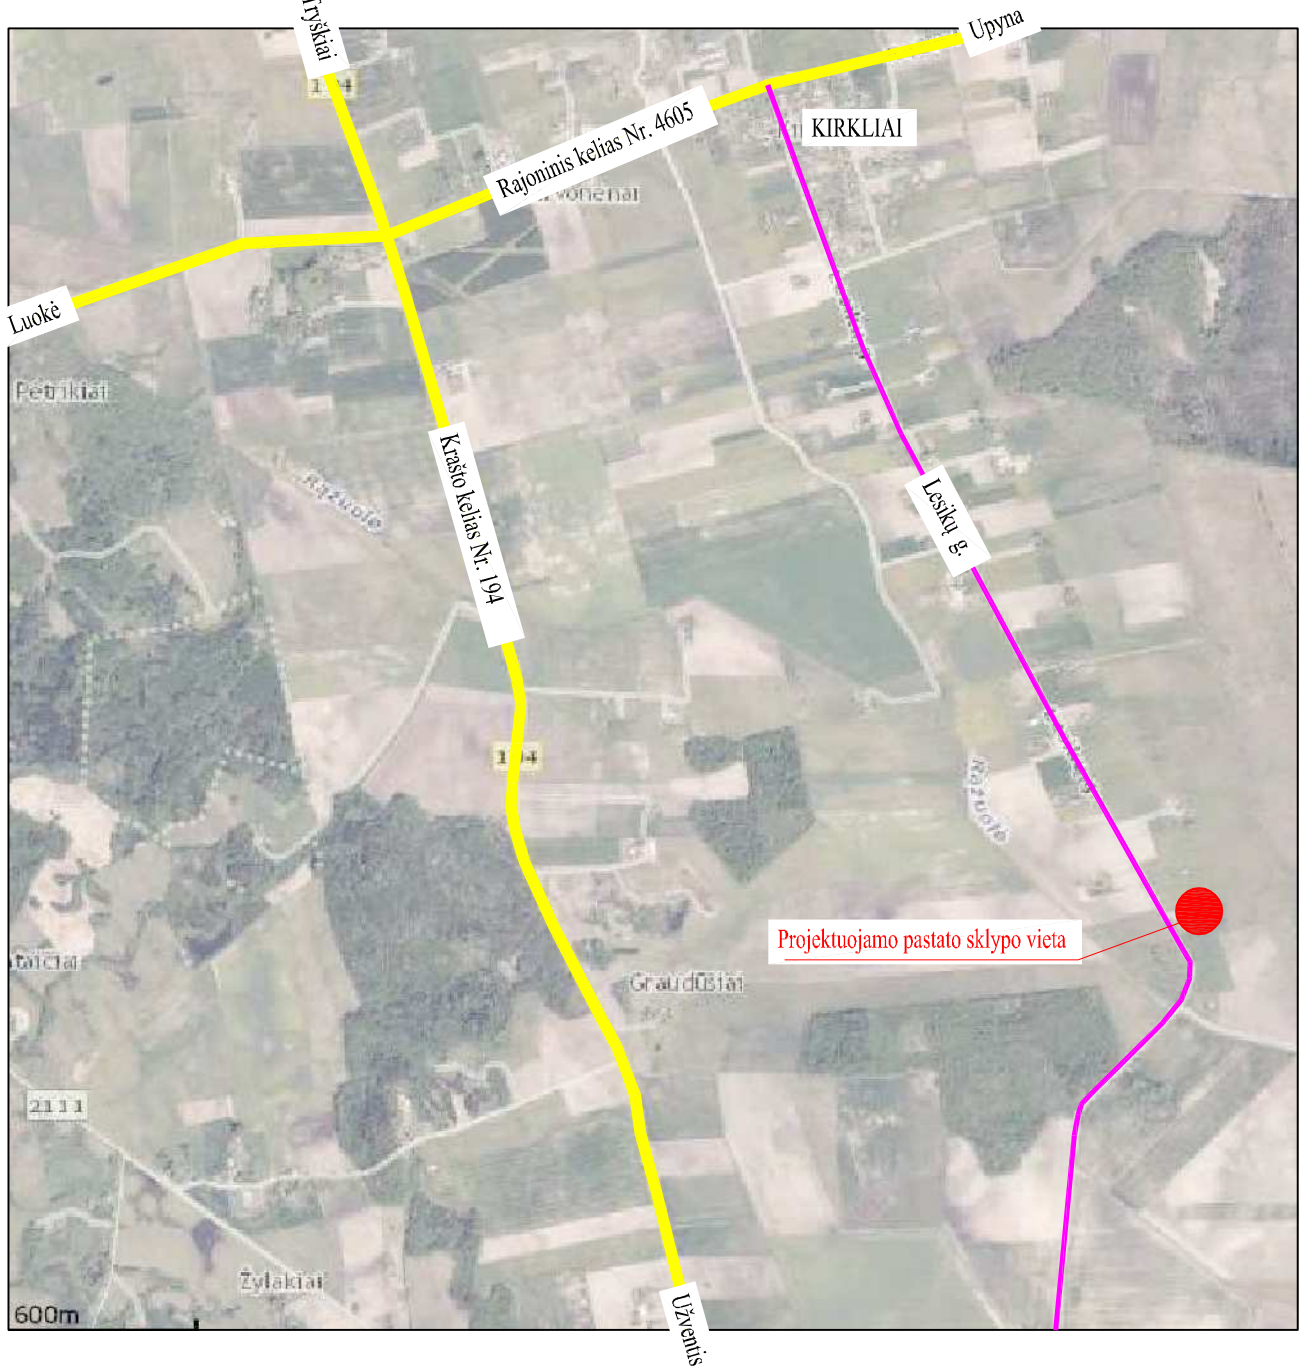 Tryškiai
Upyna
Rajoninis kelias Nr. 4605
KIRKLIAI
Luokė
Petrikiai
Rąžuolė
Krašto kelias Nr. 194
Lesikų g.
Projektuojamo pastato sklypo vieta
Graudūšiai
2111
Žylakiai
600m
Užventis